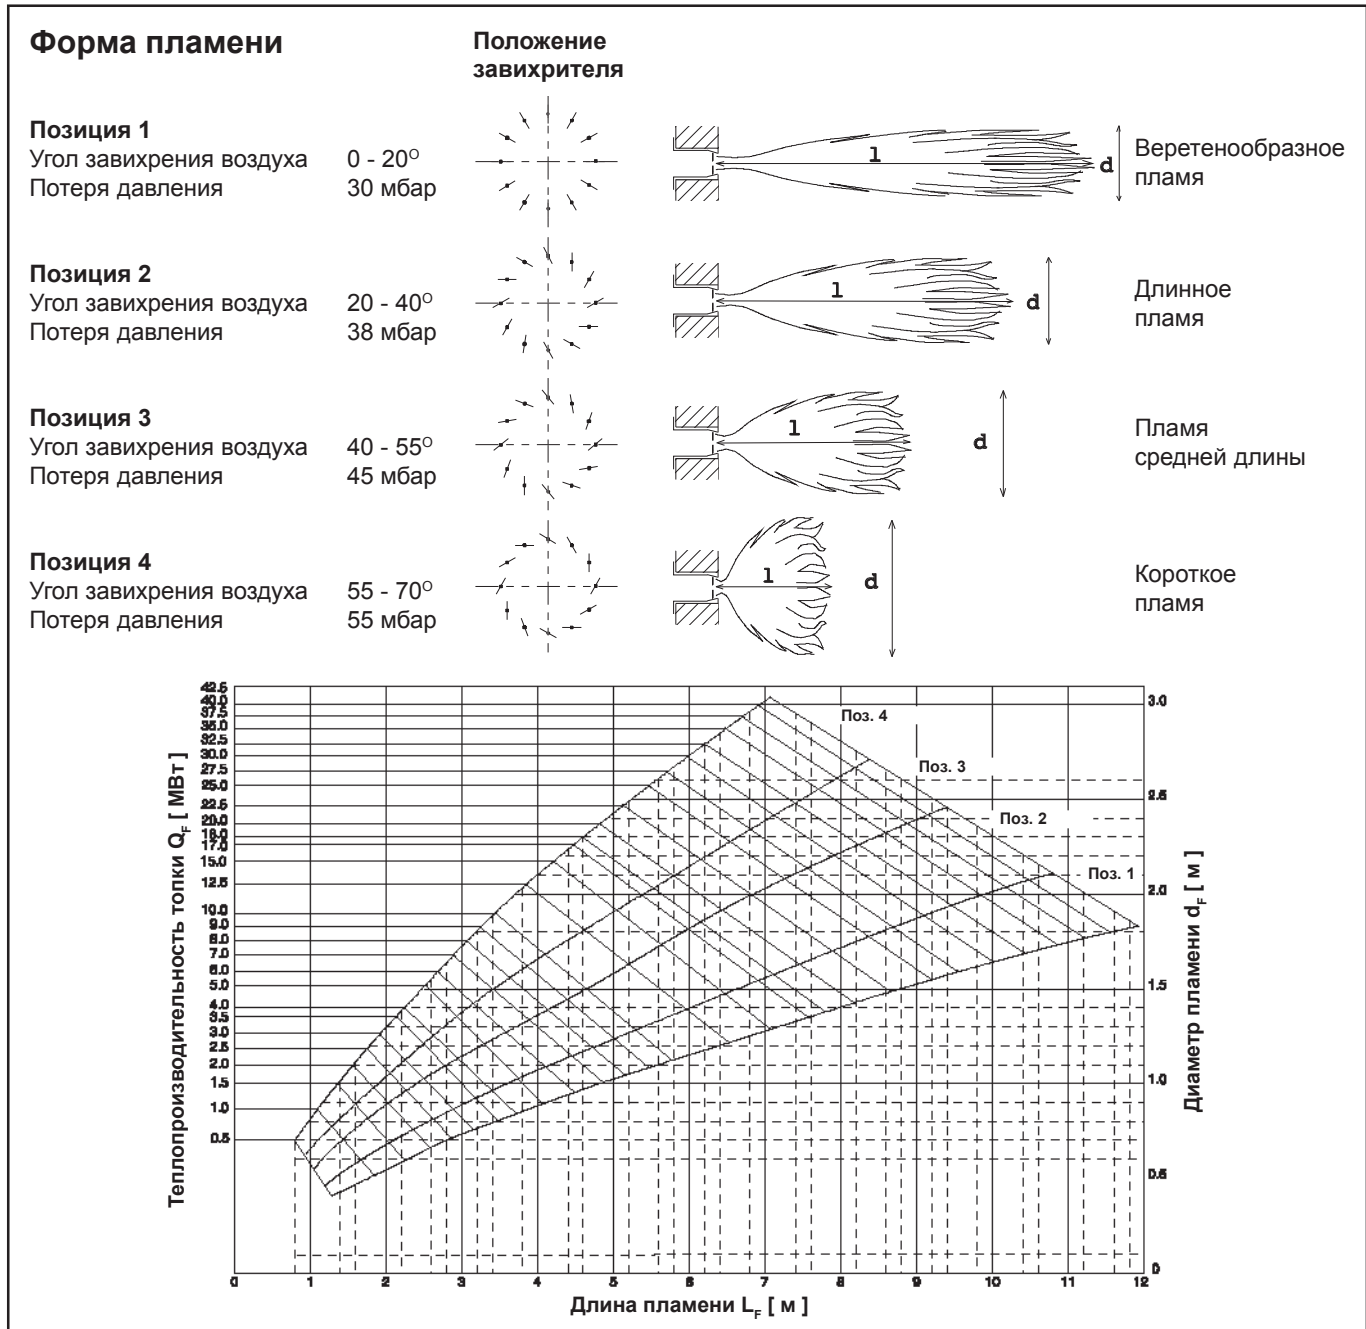 Форма пламени
Положение
завихрителя
Позиция 1
Угол завихрения воздуха 0 - 20°
Потеря давления 30 мбар
l
d
Веретенообразное
пламя
Позиция 2
Угол завихрения воздуха 20 - 40°
Потеря давления 38 мбар
l
d
Длинное
пламя
Позиция 3
Угол завихрения воздуха 40 - 55°
Потеря давления 45 мбар
l
d
Пламя
средней длины
Позиция 4
Угол завихрения воздуха 55 - 70°
Потеря давления 55 мбар
l
d
Короткое
пламя
Теплопроизводительность топки Q_F [ МВт ]
42.5
40.0
37.5
35.0
32.5
30.0
27.5
25.0
22.5
20.0
18.0
17.0
15.0
12.5
10.0
9.0
8.0
7.0
6.0
5.0
4.0
3.5
3.0
2.5
2.0
1.5
1.0
0.5
Поз. 4
Поз. 3
Поз. 2
Поз. 1
3.0
2.5
2.0
1.5
1.0
0.5
0
Диаметр пламени d_F [ м ]
0 1 2 3 4 5 6 7 8 9 10 11 12
Длина пламени L_F [ м ]